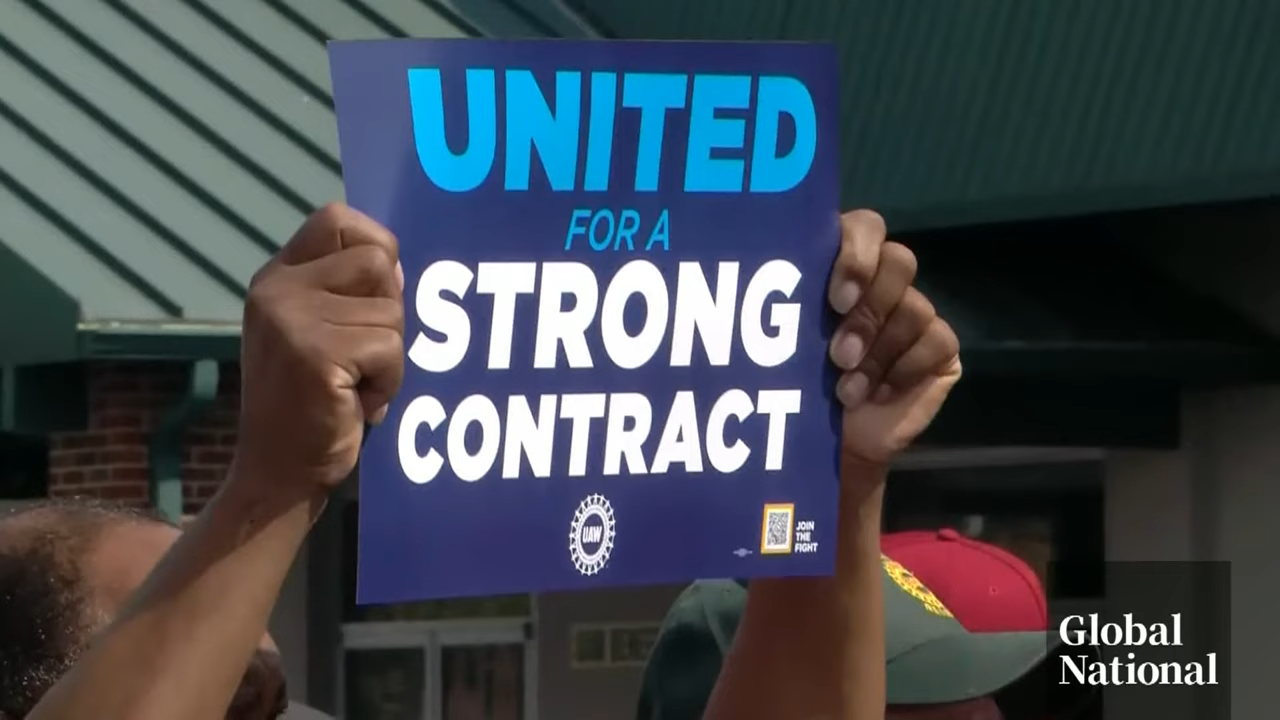 UNITED
FOR A
STRONG
CONTRACT
UAW
JOIN
THE
FIGHT
Global
National